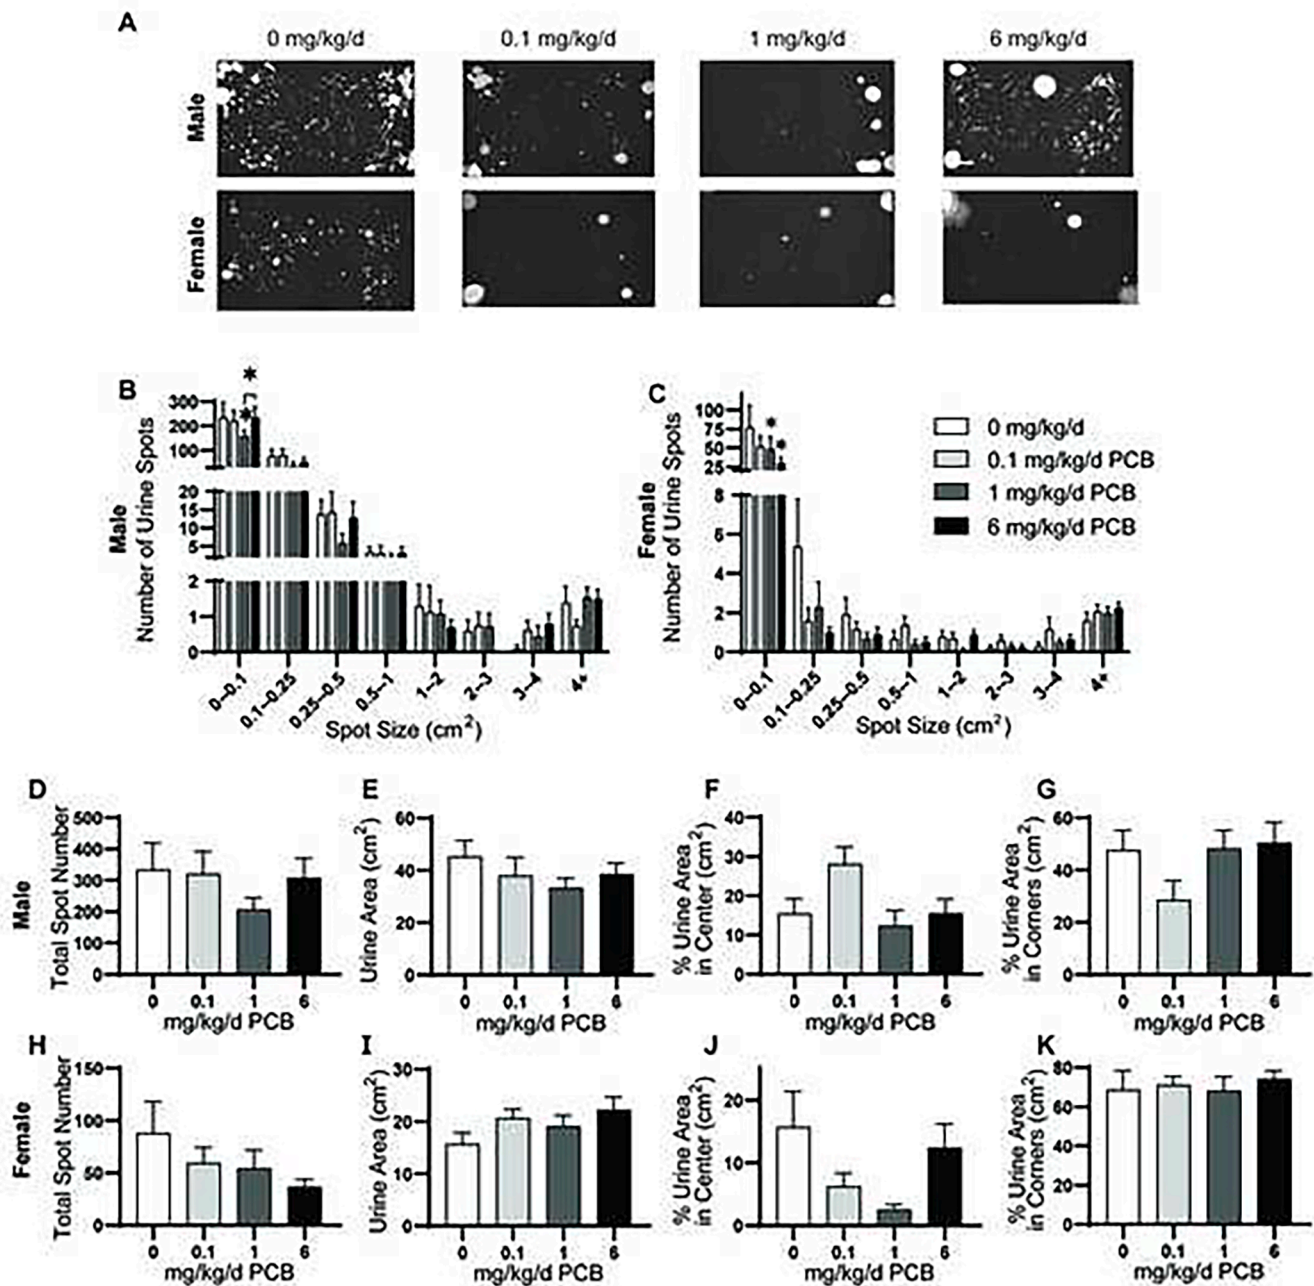 A
0 mg/kg/d
0.1 mg/kg/d
1 mg/kg/d
6 mg/kg/d
Male
Female
B
*
*
Male
Number of Urine Spots
300
200
100
20
15
10
5
2
1
0
0–0.1
0.1–0.25
0.25–0.5
0.5–1
1–2
2–3
3–4
4+
Spot Size (cm²)
C
*
*
Female
Number of Urine Spots
100
75
50
25
8
6
4
2
0
0–0.1
0.1–0.25
0.25–0.5
0.5–1
1–2
2–3
3–4
4+
Spot Size (cm²)
0 mg/kg/d
0.1 mg/kg/d PCB
1 mg/kg/d PCB
6 mg/kg/d PCB
D
Male
Total Spot Number
500
400
300
200
100
0
0 0.1 1 6
mg/kg/d PCB
E
Urine Area (cm²)
60
40
20
0
0 0.1 1 6
mg/kg/d PCB
F
% Urine Area
in Center (cm²)
40
30
20
10
0
0 0.1 1 6
mg/kg/d PCB
G
% Urine Area
in Corners (cm²)
60
40
20
0
0 0.1 1 6
mg/kg/d PCB
H
Female
Total Spot Number
150
100
50
0
0 0.1 1 6
mg/kg/d PCB
I
Urine Area (cm²)
30
20
10
0
0 0.1 1 6
mg/kg/d PCB
J
% Urine Area
in Center (cm²)
20
10
0
0 0.1 1 6
mg/kg/d PCB
K
% Urine Area
in Corners (cm²)
80
60
40
20
0
0 0.1 1 6
mg/kg/d PCB